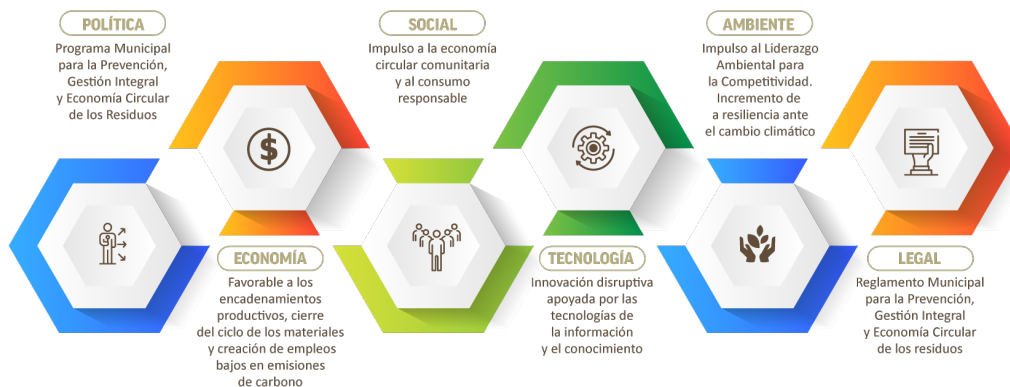 POLÍTICA
Programa Municipal
para la Prevención,
Gestión Integral
y Economía Circular
de los Residuos
SOCIAL
Impulso a la economía
circular comunitaria
y al consumo
responsable
AMBIENTE
Impulso al Liderazgo
Ambiental para
la Competitividad.
Incremento de
a resiliencia ante
el cambio climático
$
ECONOMÍA
Favorable a los
encadenamientos
productivos, cierre
del ciclo de los materiales
y creación de empleos
bajos en emisiones
de carbono
TECNOLOGÍA
Innovación disruptiva
apoyada por las
tecnologías de
la información
y el conocimiento
LEGAL
Reglamento Municipal
para la Prevención,
Gestión Integral
y Economía Circular
de los residuos